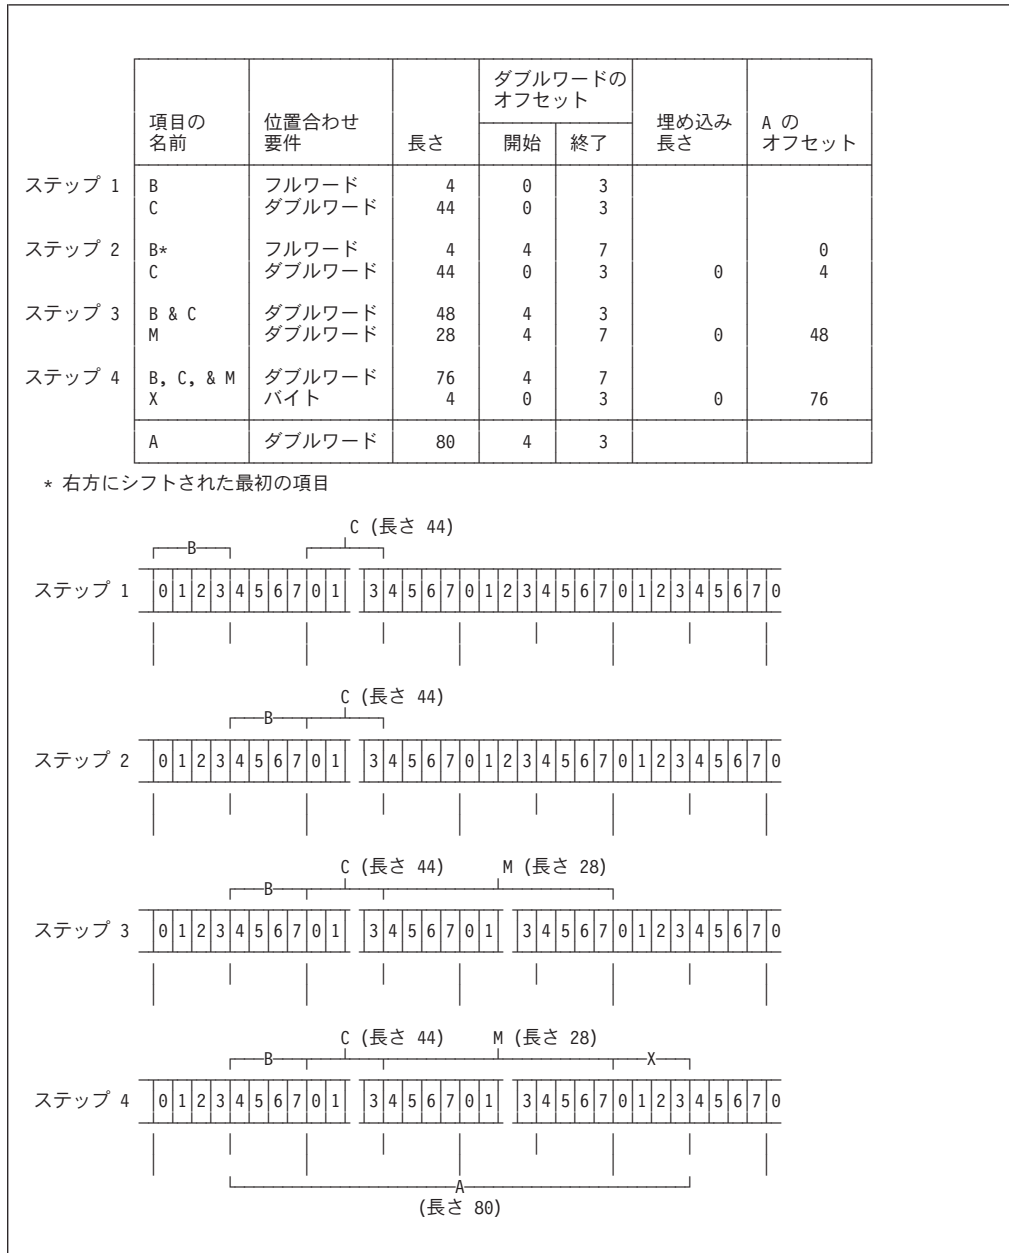 ダブルワードの
オフセット
項目の 位置合わせ 埋め込み A の
名前 要件 長さ 開始 終了 長さ オフセット
ステップ 1 B フルワード 4 0 3
C ダブルワード 44 0 3
ステップ 2 B* フルワード 4 4 7 0
C ダブルワード 44 0 3 0 4
ステップ 3 B & C ダブルワード 48 4 3
M ダブルワード 28 4 7 0 48
ステップ 4 B, C, & M ダブルワード 76 4 7
X バイト 4 0 3 0 76
A ダブルワード 80 4 3
* 右方にシフトされた最初の項目
C (長さ 44)
B
ステップ 1 0 1 2 3 4 5 6 7 0 1 3 4 5 6 7 0 1 2 3 4 5 6 7 0 1 2 3 4 5 6 7 0
C (長さ 44)
B
ステップ 2 0 1 2 3 4 5 6 7 0 1 3 4 5 6 7 0 1 2 3 4 5 6 7 0 1 2 3 4 5 6 7 0
C (長さ 44) M (長さ 28)
B
ステップ 3 0 1 2 3 4 5 6 7 0 1 3 4 5 6 7 0 1 3 4 5 6 7 0 1 2 3 4 5 6 7 0
C (長さ 44) M (長さ 28)
B X
ステップ 4 0 1 2 3 4 5 6 7 0 1 3 4 5 6 7 0 1 3 4 5 6 7 0 1 2 3 4 5 6 7 0
A
(長さ 80)